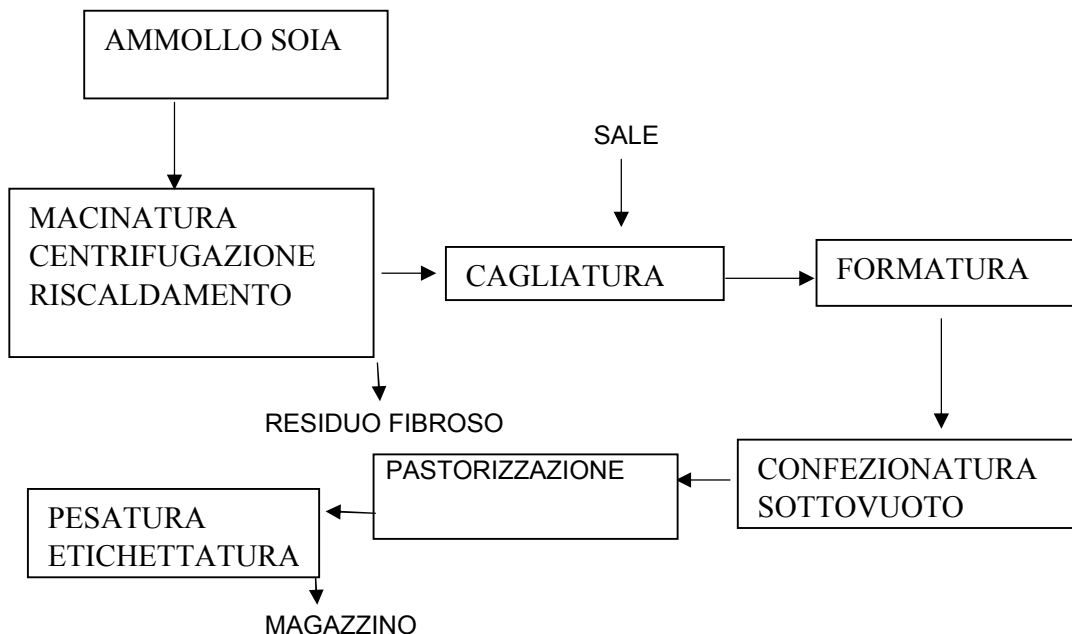 AMMOLLO SOIA
SALE
MACINATURA
CENTRIFUGAZIONE
RISCALDAMENTO
CAGLIATURA
FORMATURA
RESIDUO FIBROSO
CONFEZIONATURA
SOTTOVUOTO
PASTORIZZAZIONE
PESATURA
ETICHETTATURA
MAGAZZINO